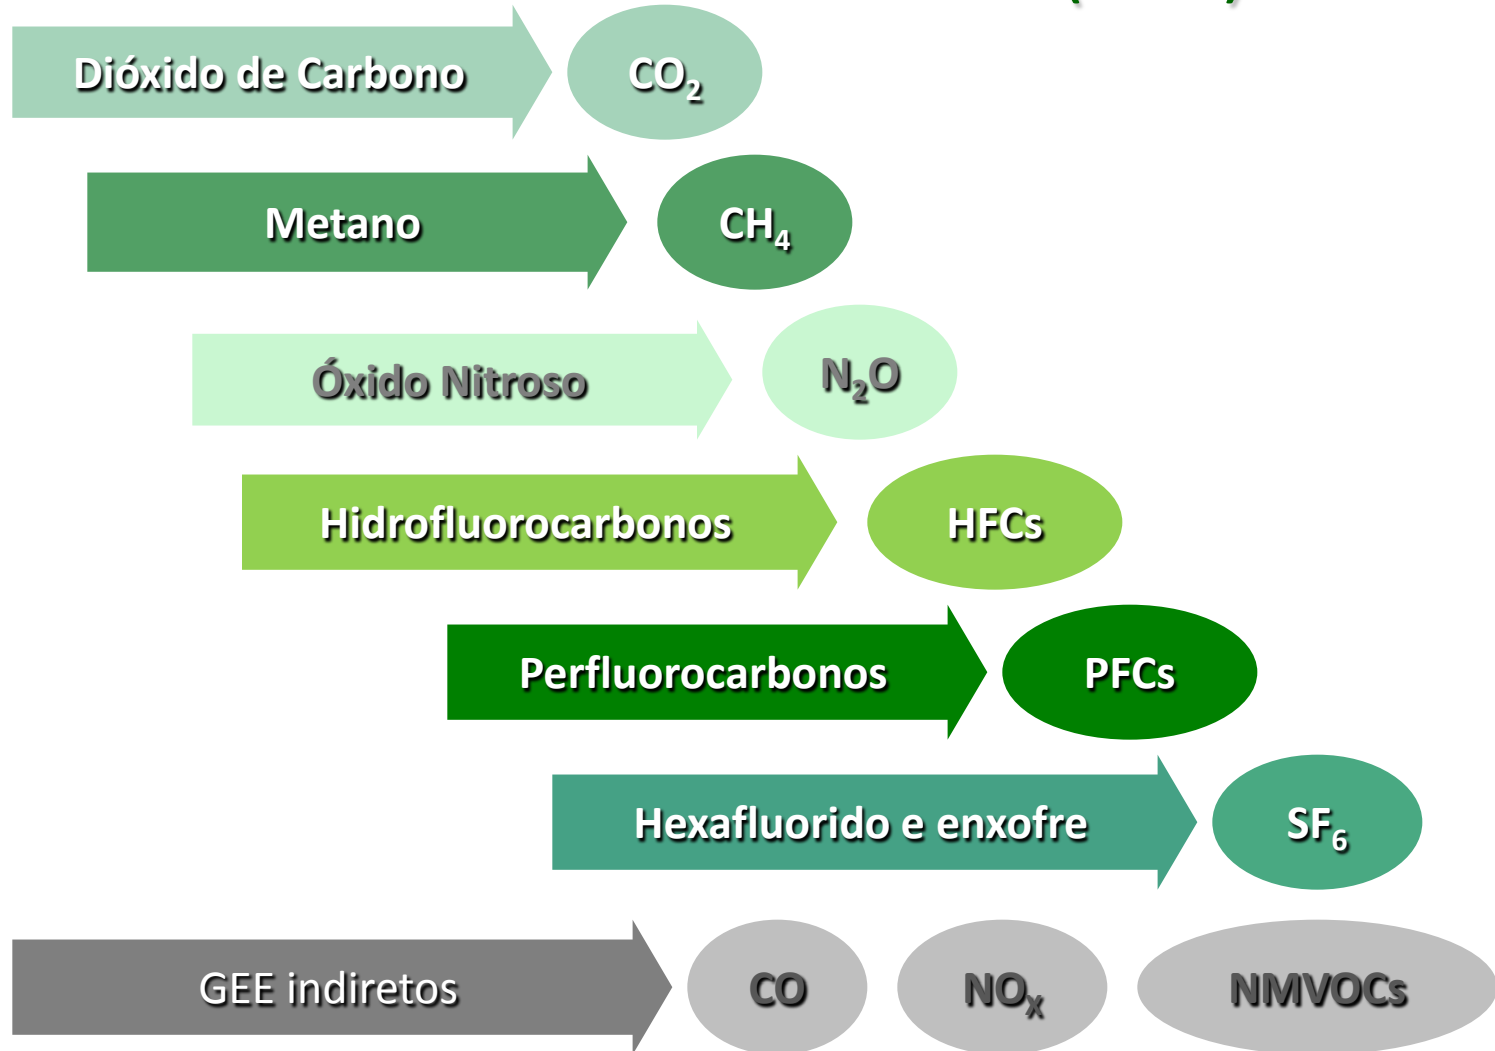 Dióxido de Carbono CO₂
Metano CH₄
Óxido Nitroso N₂O
Hidrofluorocarbonos HFCs
Perfluorocarbonos PFCs
Hexafluorido e enxofre SF₆
GEE indiretos CO NOₓ NMVOCs